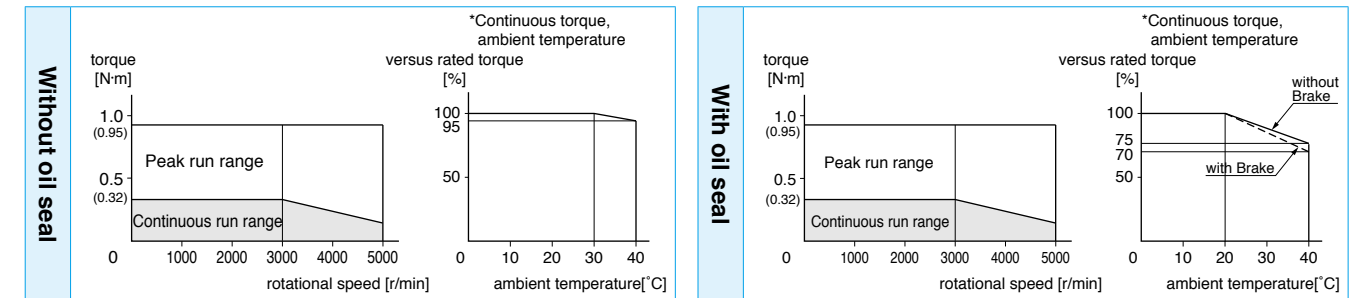 Without oil seal
torque
[N·m]
1.0
(0.95)
0.5
(0.32)
0
Peak run range
Continuous run range
1000 2000 3000 4000 5000
rotational speed [r/min]
*Continuous torque,
ambient temperature
versus rated torque
[%]
100
95
50
0 10 20 30 40
ambient temperature[˚C]
With oil seal
torque
[N·m]
1.0
(0.95)
0.5
(0.32)
0
Peak run range
Continuous run range
1000 2000 3000 4000 5000
rotational speed [r/min]
*Continuous torque,
ambient temperature
versus rated torque
[%]
without
Brake
100
75
70
50
with Brake
0 10 20 30 40
ambient temperature[˚C]